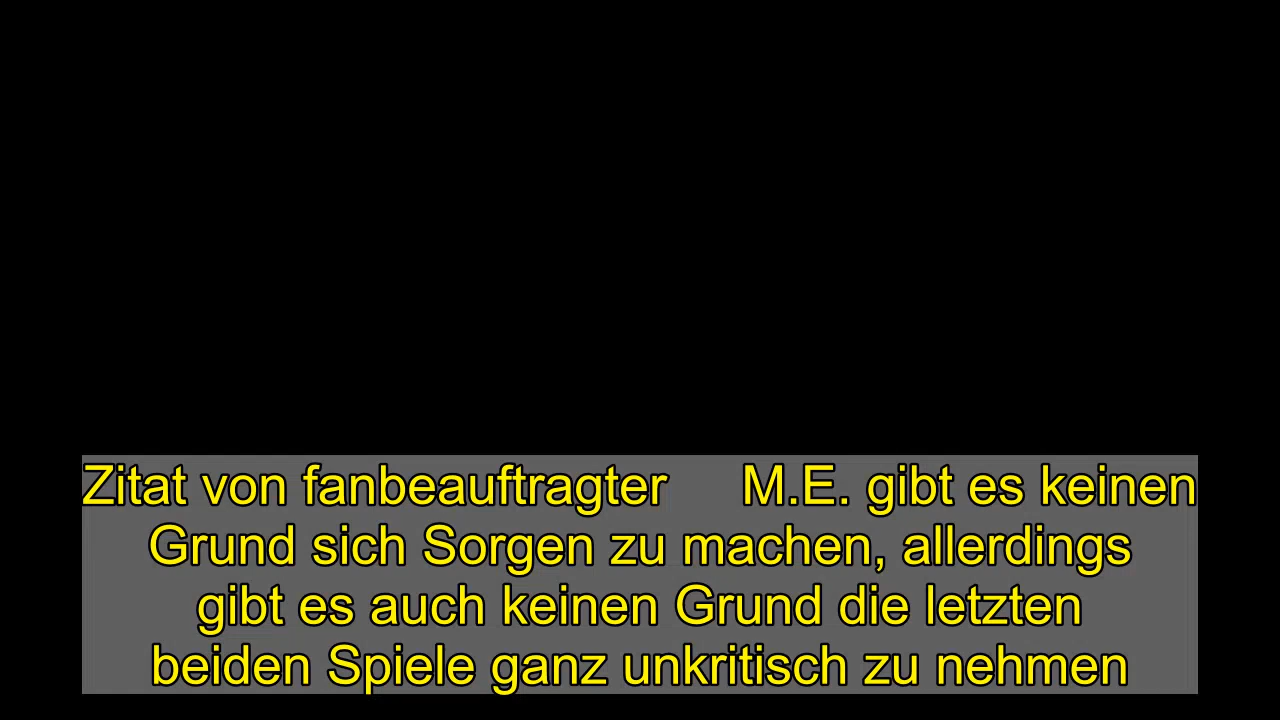 Zitat von fanbeauftragter     M.E. gibt es keinen
Grund sich Sorgen zu machen, allerdings
gibt es auch keinen Grund die letzten
beiden Spiele ganz unkritisch zu nehmen